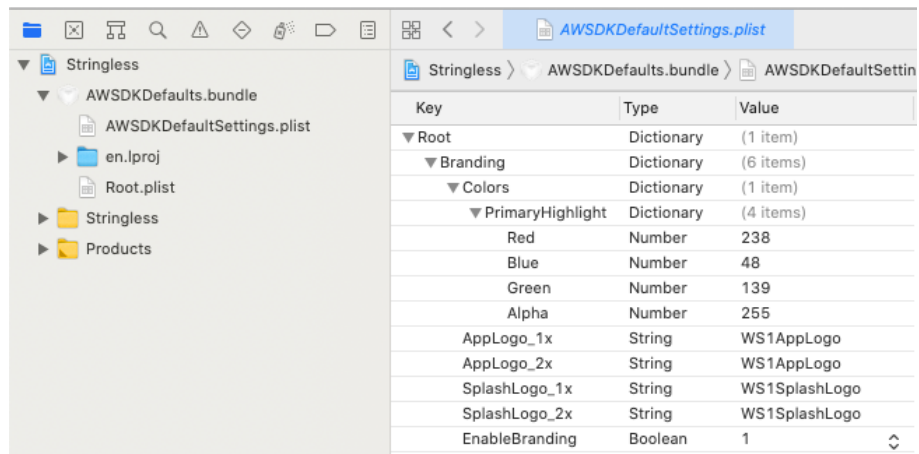 AWSDKDefaultSettings.plist
Stringless
AWSDKDefaults.bundle
AWSDKDefaultSettings.plist
en.lproj
Root.plist
Stringless
Products
Stringless 〉 AWSDKDefaults.bundle 〉 AWSDKDefaultSettin
Key Type Value
Root Dictionary (1 item)
Branding Dictionary (6 items)
Colors Dictionary (1 item)
PrimaryHighlight Dictionary (4 items)
Red Number 238
Blue Number 48
Green Number 139
Alpha Number 255
AppLogo_1x String WS1AppLogo
AppLogo_2x String WS1AppLogo
SplashLogo_1x String WS1SplashLogo
SplashLogo_2x String WS1SplashLogo
EnableBranding Boolean 1